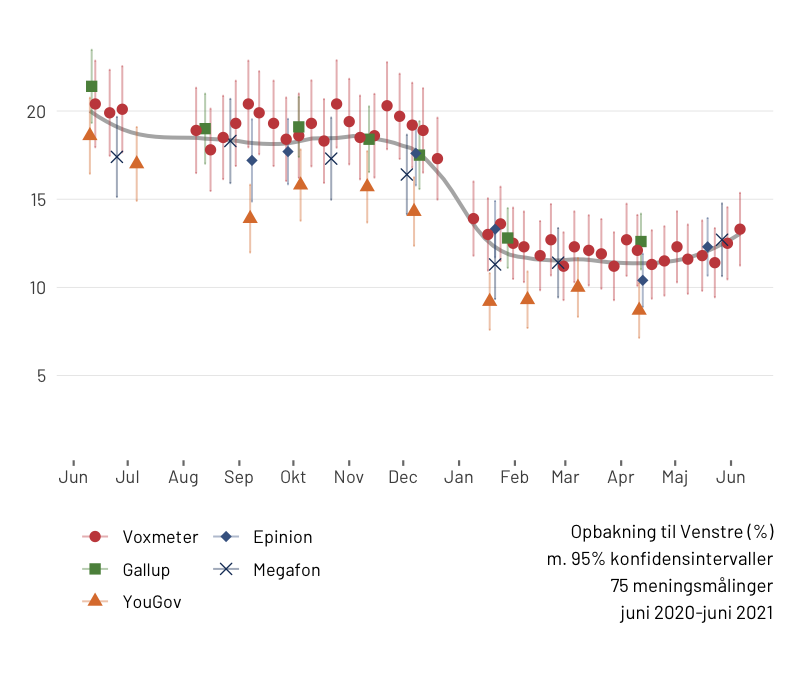 20
15
10
5
Jun Jul Aug Sep Okt Nov Dec Jan Feb Mar Apr Maj Jun
Voxmeter Epinion
Gallup Megafon
YouGov
Opbakning til Venstre (%)
m. 95% konfidensintervaller
75 meningsmålinger
juni 2020-juni 2021